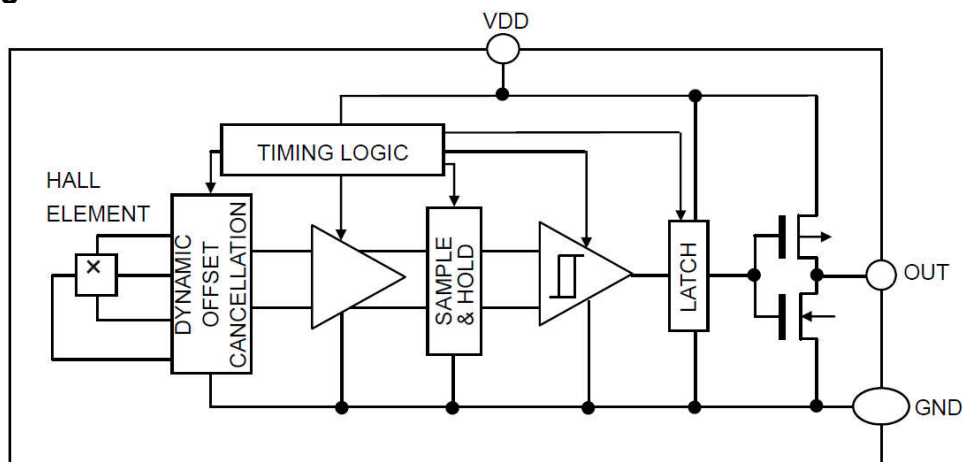 VDD
TIMING LOGIC
HALL
ELEMENT
×
DYNAMIC
OFFSET
CANCELLATION
SAMPLE
& HOLD
LATCH
OUT
GND